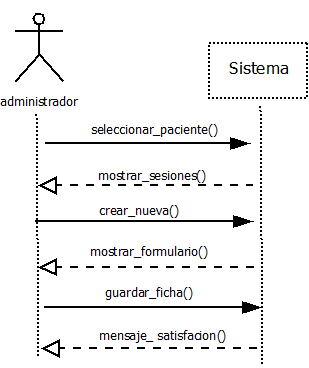 Sistema
administrador
seleccionar_paciente()
mostrar_sesiones()
crear_nueva()
mostrar_formulario()
guardar_ficha()
mensaje_ satisfacion()